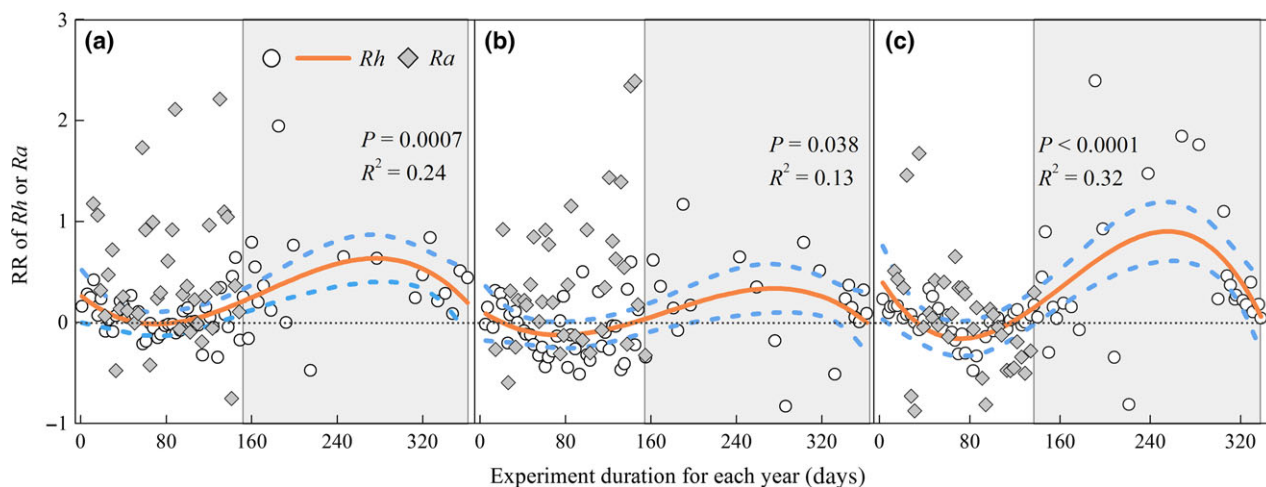 RR of Rh or Ra
3
2
1
0
−1
(a)
Rh
Ra
P = 0.0007
R² = 0.24
(b)
P = 0.038
R² = 0.13
(c)
P < 0.0001
R² = 0.32
0 80 160 240 320 0 80 160 240 320 0 80 160 240 320
Experiment duration for each year (days)